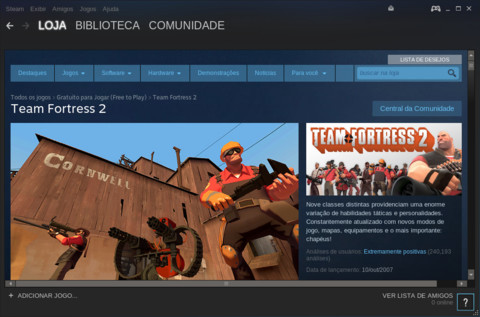 Steam Exibir Amigos Jogos Ajuda
LOJA BIBLIOTECA COMUNIDADE
LISTA DE DESEJOS
Destaques Jogos Software Hardware Demonstrações Notícias Para você
buscar na loja
Todos os jogos > Gratuito para Jogar (Free to Play) > Team Fortress 2
Team Fortress 2
Central da Comunidade
CORNWELL
TEAM FORTRESS 2
Nove classes distintas providenciam uma enorme
variação de habilidades táticas e personalidades.
Constantemente atualizado com novos modos de
jogo, mapas, equipamentos e o mais importante:
chapéus!
Análises de usuários: Extremamente positivas (240,193
análises)
Data de lançamento: 10/out/2007
+ ADICIONAR JOGO...
VER LISTA DE AMIGOS
0 online
?